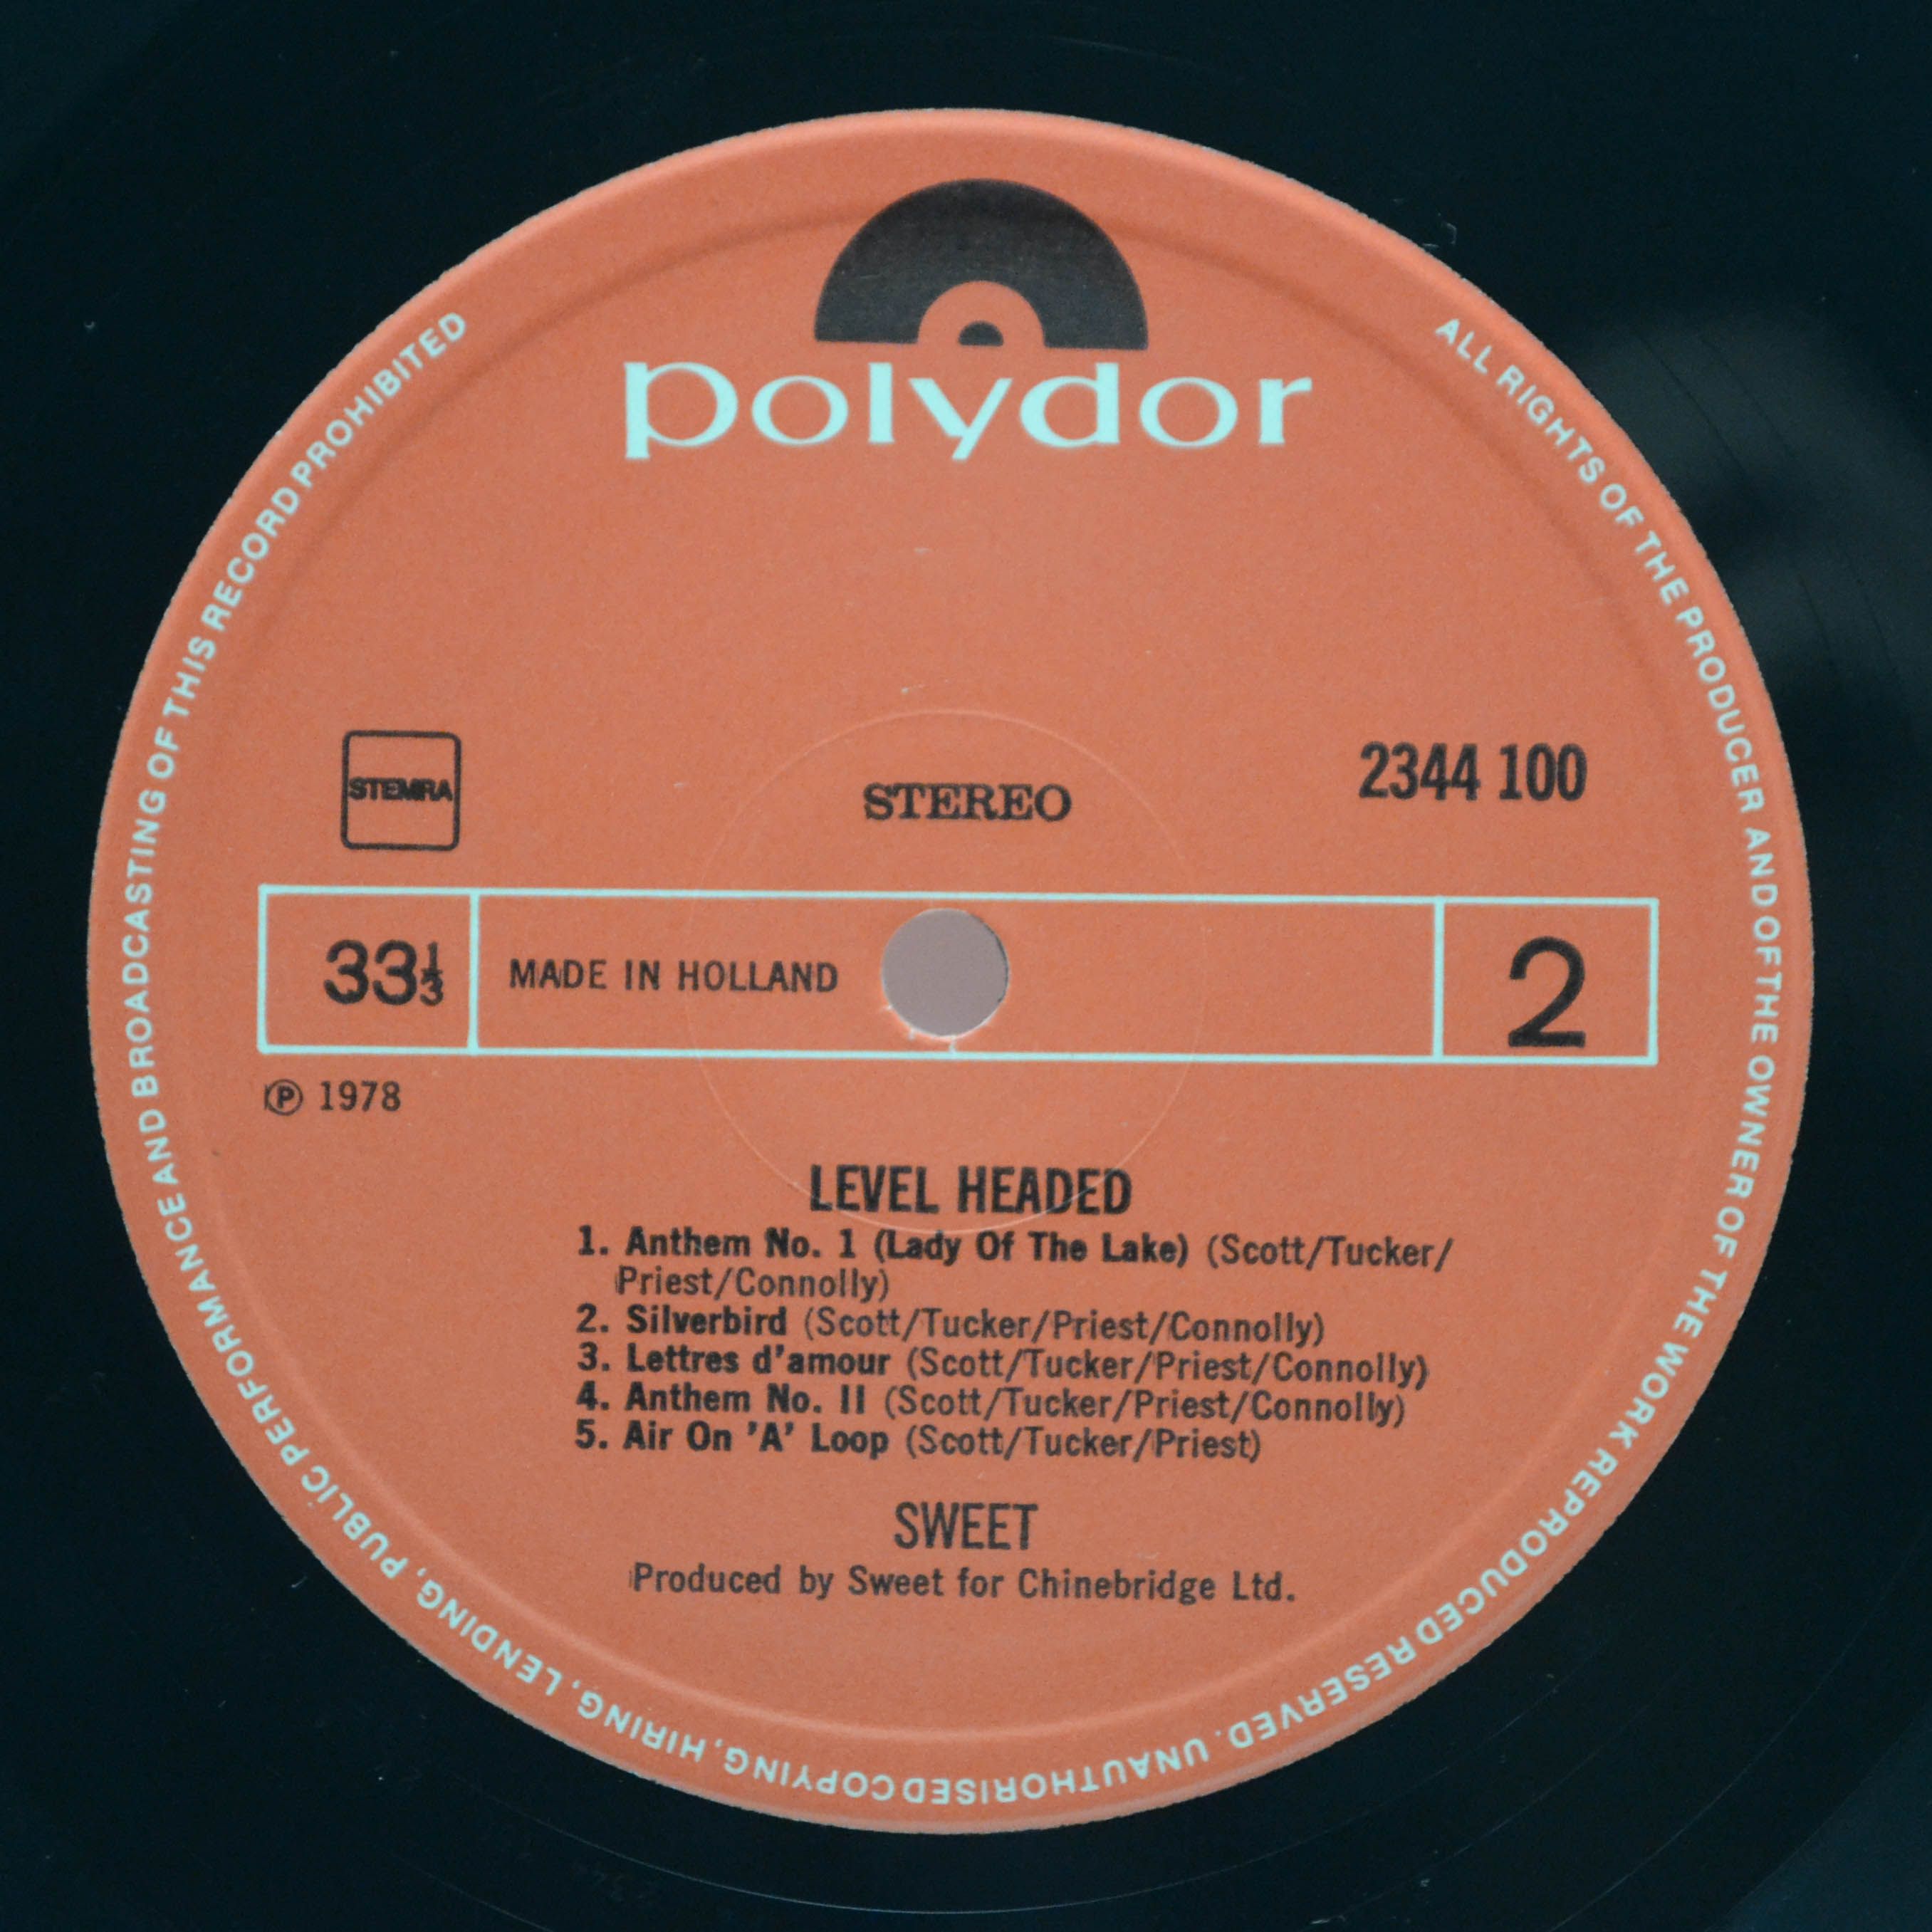 polydor
STEMRA
STEREO
2344 100
33⅓
MADE IN HOLLAND
2
℗ 1978
LEVEL HEADED
1. Anthem No. 1 (Lady Of The Lake) (Scott/Tucker/
Priest/Connolly)
2. Silverbird (Scott/Tucker/Priest/Connolly)
3. Lettres d'amour (Scott/Tucker/Priest/Connolly)
4. Anthem No. II (Scott/Tucker/Priest/Connolly)
5. Air On 'A' Loop (Scott/Tucker/Priest)
SWEET
Produced by Sweet for Chinebridge Ltd.
ALL RIGHTS OF THE PRODUCER AND OF THE OWNER OF THE WORK REPRODUCED RESERVED. UNAUTHORISED COPYING, HIRING, LENDING, PUBLIC PERFORMANCE AND BROADCASTING OF THIS RECORD PROHIBITED